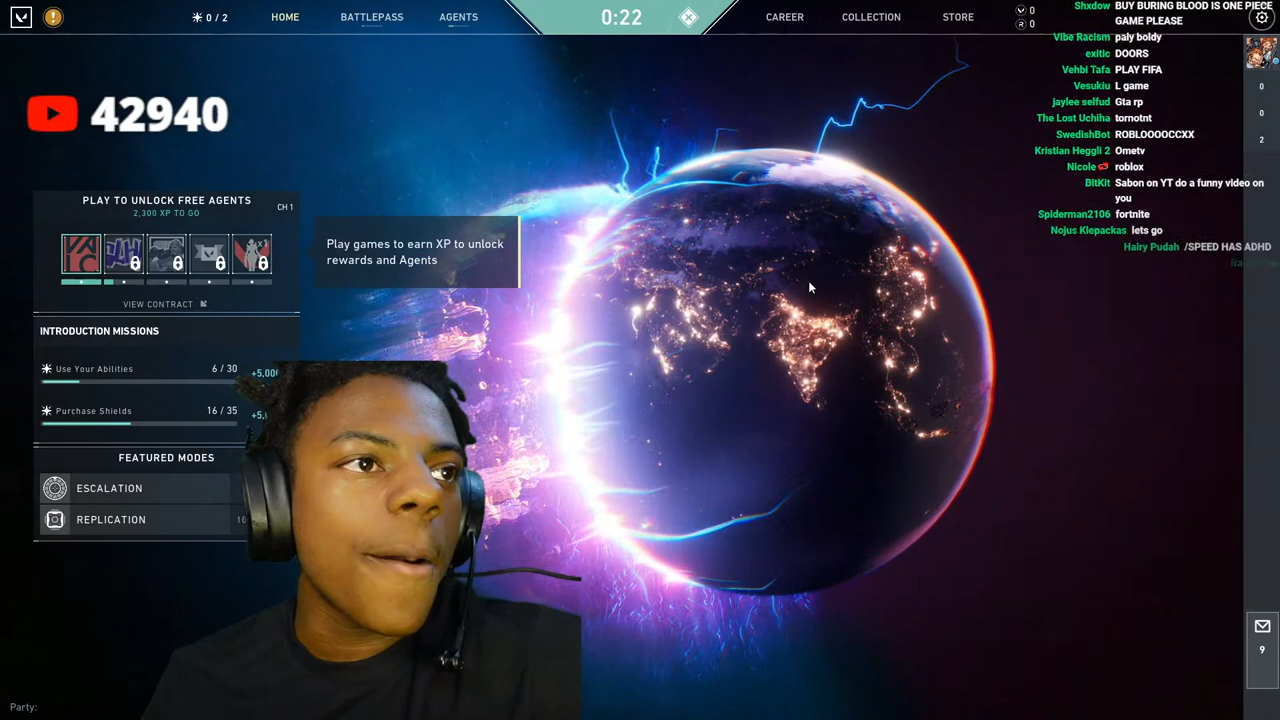 0 / 2
HOME
BATTLEPASS
AGENTS
0:22
CAREER
COLLECTION
STORE
V 0
R 0
42940
PLAY TO UNLOCK FREE AGENTS
2,300 XP TO GO
CH 1
VIEW CONTRACT
Play games to earn XP to unlock
rewards and Agents
INTRODUCTION MISSIONS
Use Your Abilities 6 / 30
+5,000
Purchase Shields 16 / 35
+5,
FEATURED MODES
ESCALATION
REPLICATION 10
Party:
Shxdow BUY BURING BLOOD IS ONE PIECE
GAME PLEASE
Vibe Racism paly boldy
exitic DOORS
Vehbi Tafa PLAY FIFA
Vesukiu L game
jaylee selfud Gta rp
The Lost Uchiha tornotnt
SwedishBot ROBLOOOOCCXX
Kristian Heggli 2 Ometv
Nicole roblox
BitKit Sabon on YT do a funny video on
you
Spiderman2106 fortnite
Nojus Klepackas lets go
Hairy Pudah /SPEED HAS ADHD
0
0
2
9